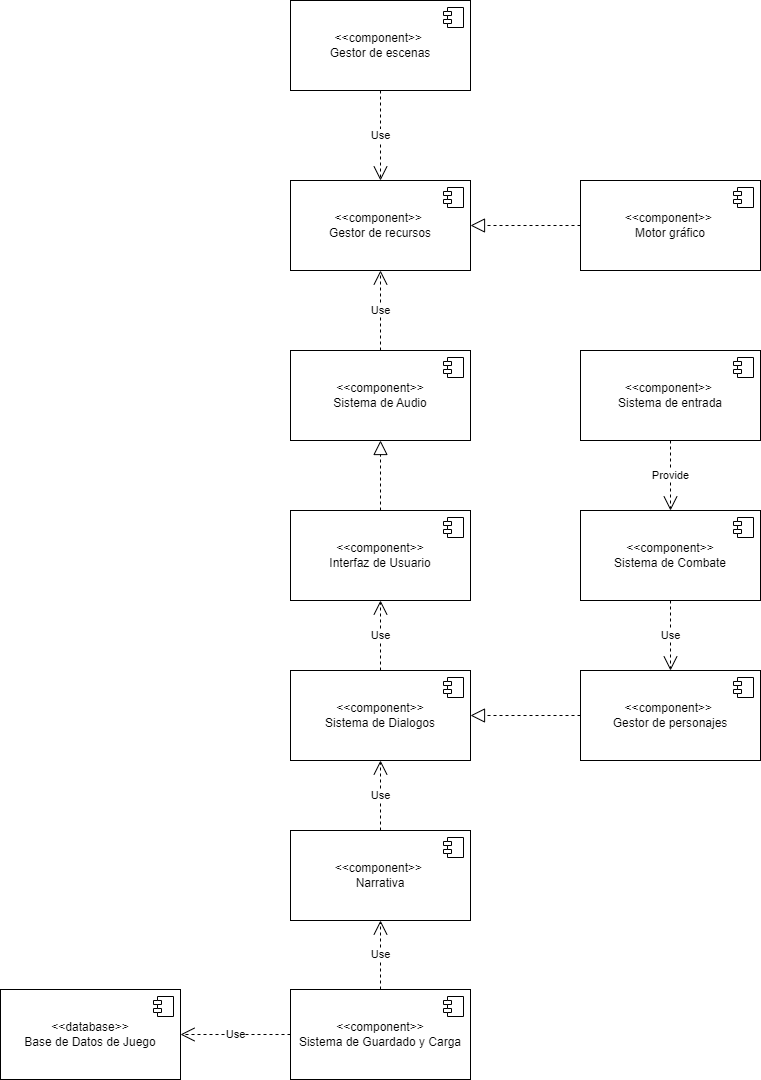 <<component>>
Gestor de escenas
Use
<<component>>
Gestor de recursos
<<component>>
Motor gráfico
Use
<<component>>
Sistema de Audio
<<component>>
Sistema de entrada
Provide
<<component>>
Interfaz de Usuario
<<component>>
Sistema de Combate
Use
Use
<<component>>
Sistema de Dialogos
<<component>>
Gestor de personajes
Use
<<component>>
Narrativa
Use
<<database>>
Base de Datos de Juego
Use
<<component>>
Sistema de Guardado y Carga